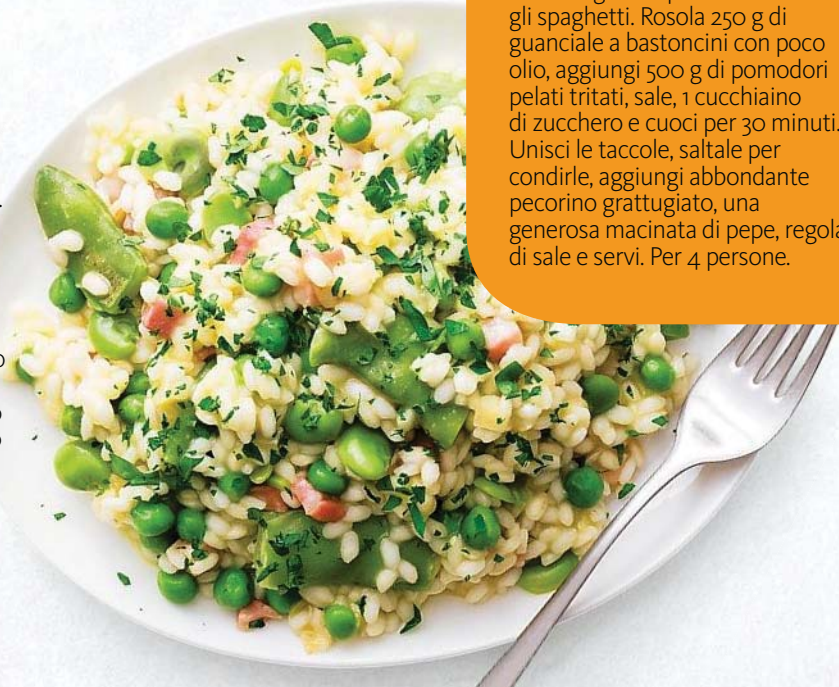 gli spaghetti. Rosola 250 g di
guanciale a bastoncini con poco
olio, aggiungi 500 g di pomodori
pelati tritati, sale, 1 cucchiaino
di zucchero e cuoci per 30 minuti.
Unisci le taccole, saltale per
condirle, aggiungi abbondante
pecorino grattugiato, una
generosa macinata di pepe, regola
di sale e servi. Per 4 persone.